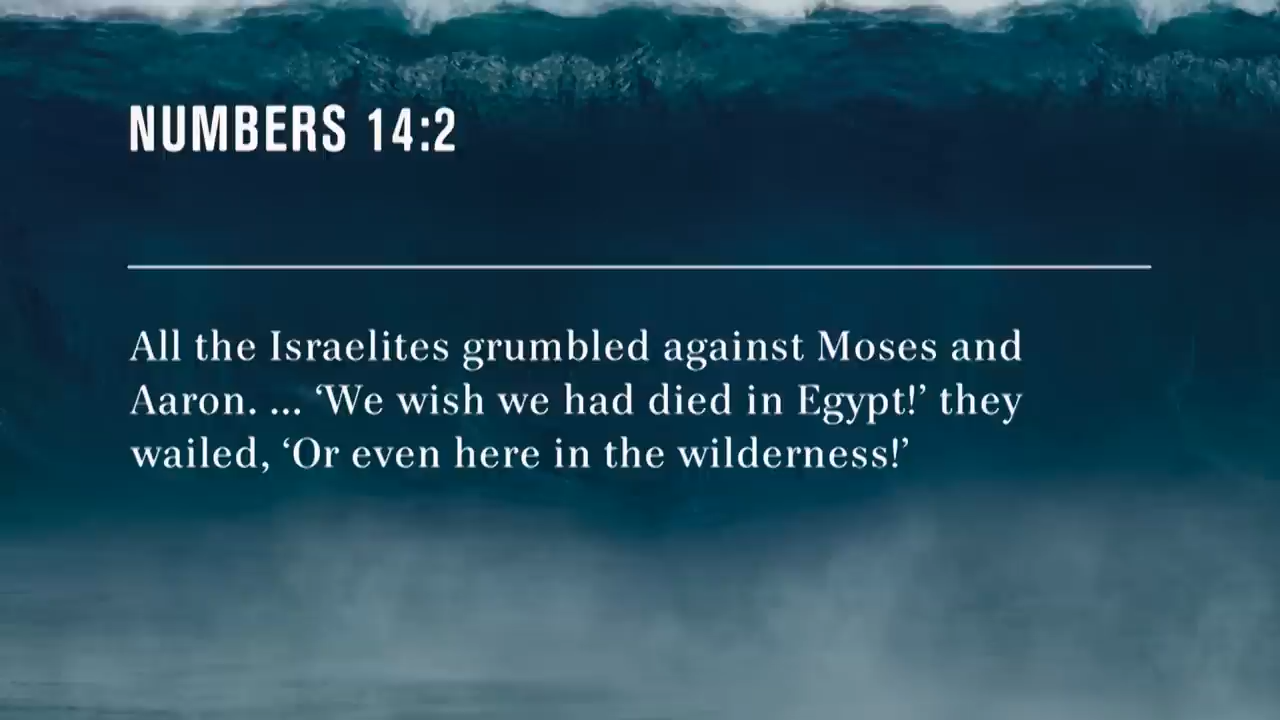 NUMBERS 14:2
All the Israelites grumbled against Moses and
Aaron. ... ‘We wish we had died in Egypt!’ they
wailed, ‘Or even here in the wilderness!’